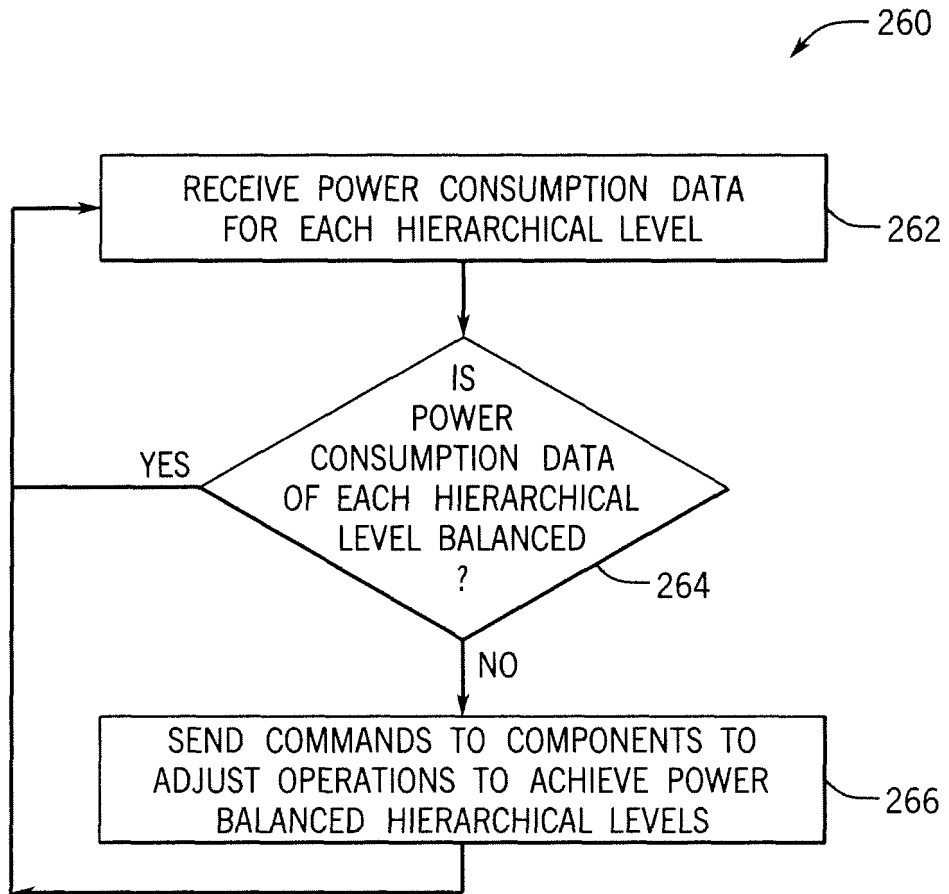 260
RECEIVE POWER CONSUMPTION DATA
FOR EACH HIERARCHICAL LEVEL
262
IS
POWER
CONSUMPTION DATA
OF EACH HIERARCHICAL
LEVEL BALANCED
?
YES
264
NO
SEND COMMANDS TO COMPONENTS TO
ADJUST OPERATIONS TO ACHIEVE POWER
BALANCED HIERARCHICAL LEVELS
266